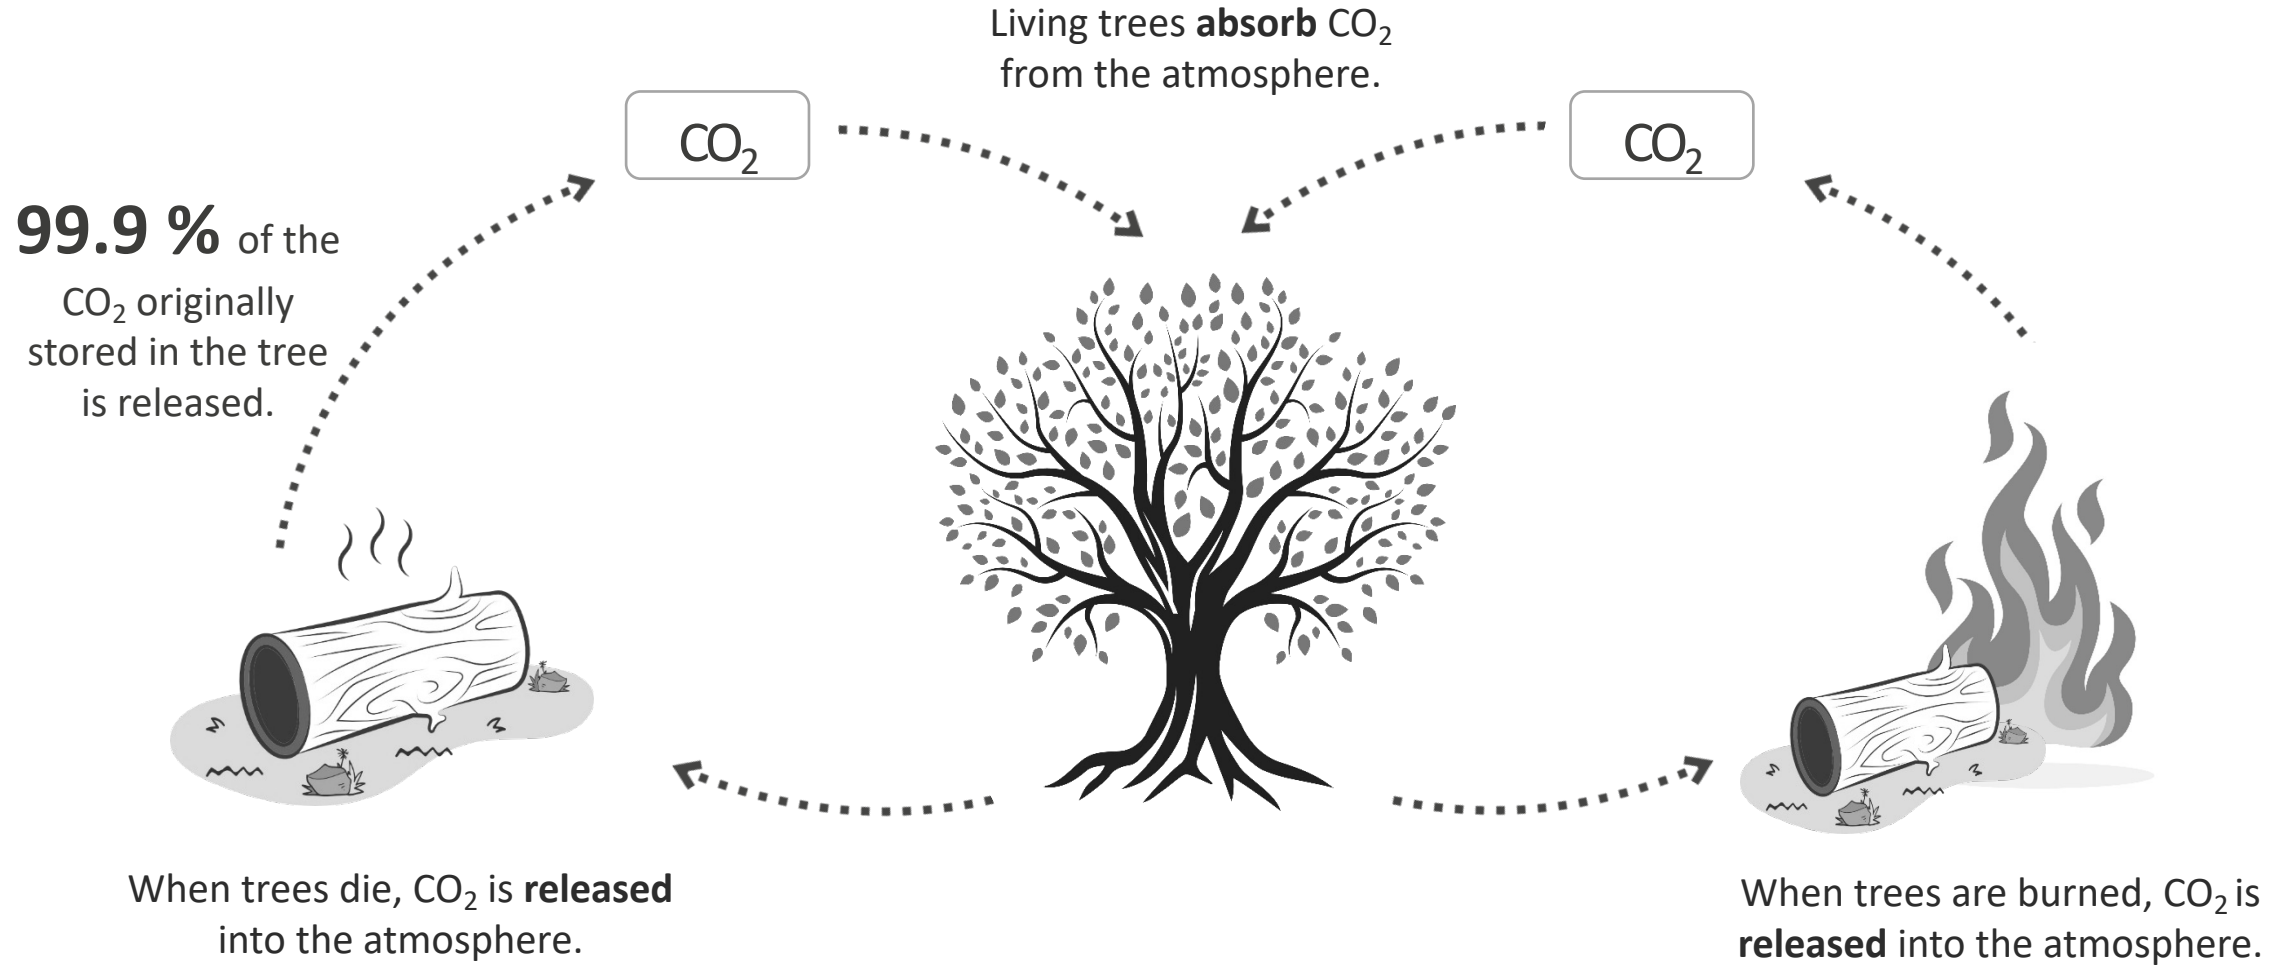 Living trees absorb CO₂
from the atmosphere.
CO₂
CO₂
99.9 % of the
CO₂ originally
stored in the tree
is released.
When trees die, CO₂ is released
into the atmosphere.
When trees are burned, CO₂ is
released into the atmosphere.